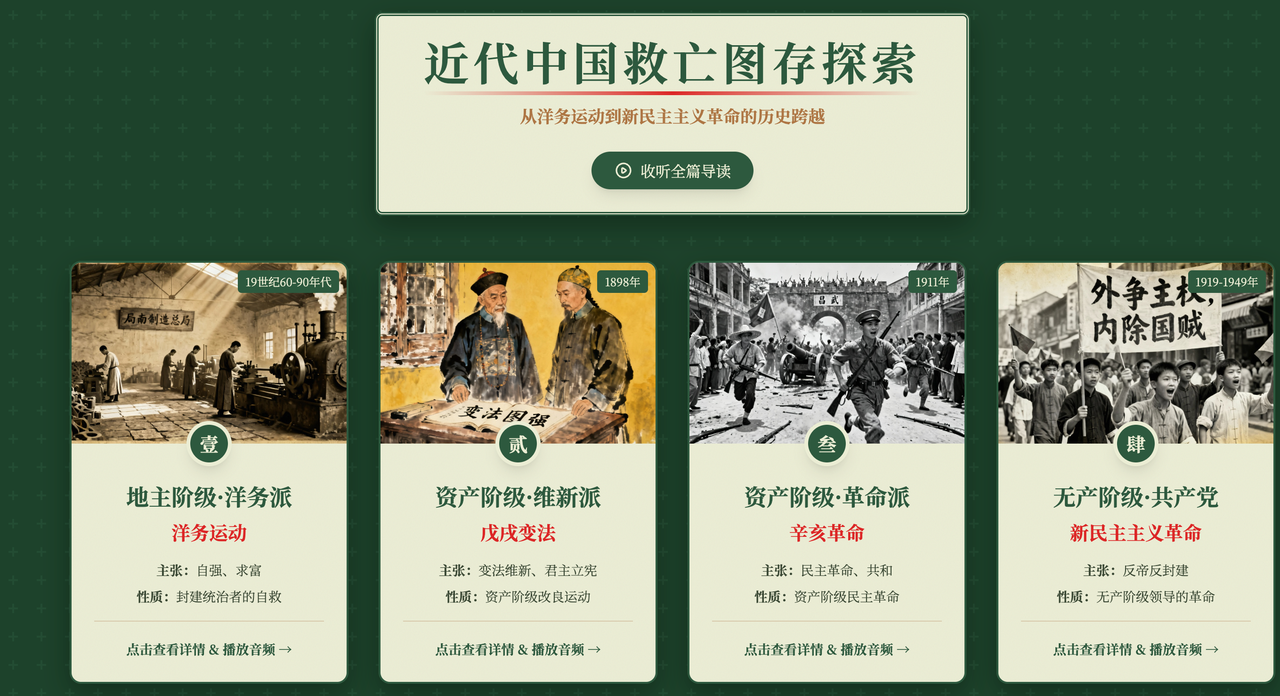 近代中国救亡图存探索
从洋务运动到新民主主义革命的历史跨越
收听全篇导读
19世纪60-90年代
局南制造总局
壹
地主阶级·洋务派
洋务运动
主张：自强、求富
性质：封建统治者的自救
点击查看详情 & 播放音频 →
1898年
变法图强
贰
资产阶级·维新派
戊戌变法
主张：变法维新、君主立宪
性质：资产阶级改良运动
点击查看详情 & 播放音频 →
1911年
武昌
叁
资产阶级·革命派
辛亥革命
主张：民主革命、共和
性质：资产阶级民主革命
点击查看详情 & 播放音频 →
1919-1949年
外争主权,
内除国贼
肆
无产阶级·共产党
新民主主义革命
主张：反帝反封建
性质：无产阶级领导的革命
点击查看详情 & 播放音频 →